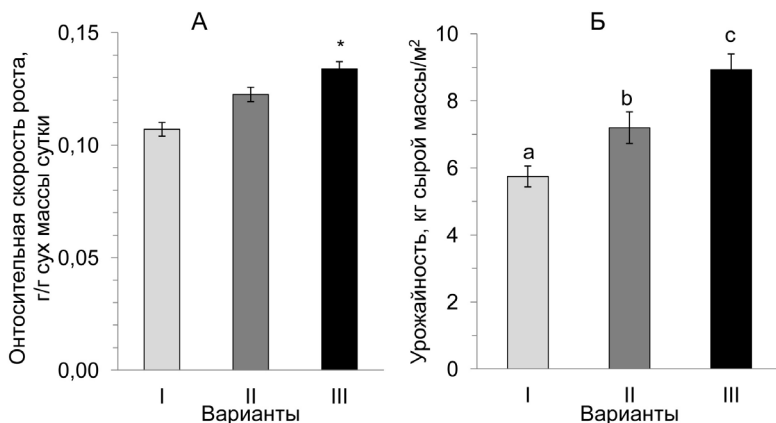 А
Онтосительная скорость роста,
г/г сух массы сутки
0,15
0,10
0,05
0,00
*
I
II
III
Варианты
Б
Урожайность, кг сырой массы/м²
10
8
6
4
2
0
a
b
c
I
II
III
Варианты